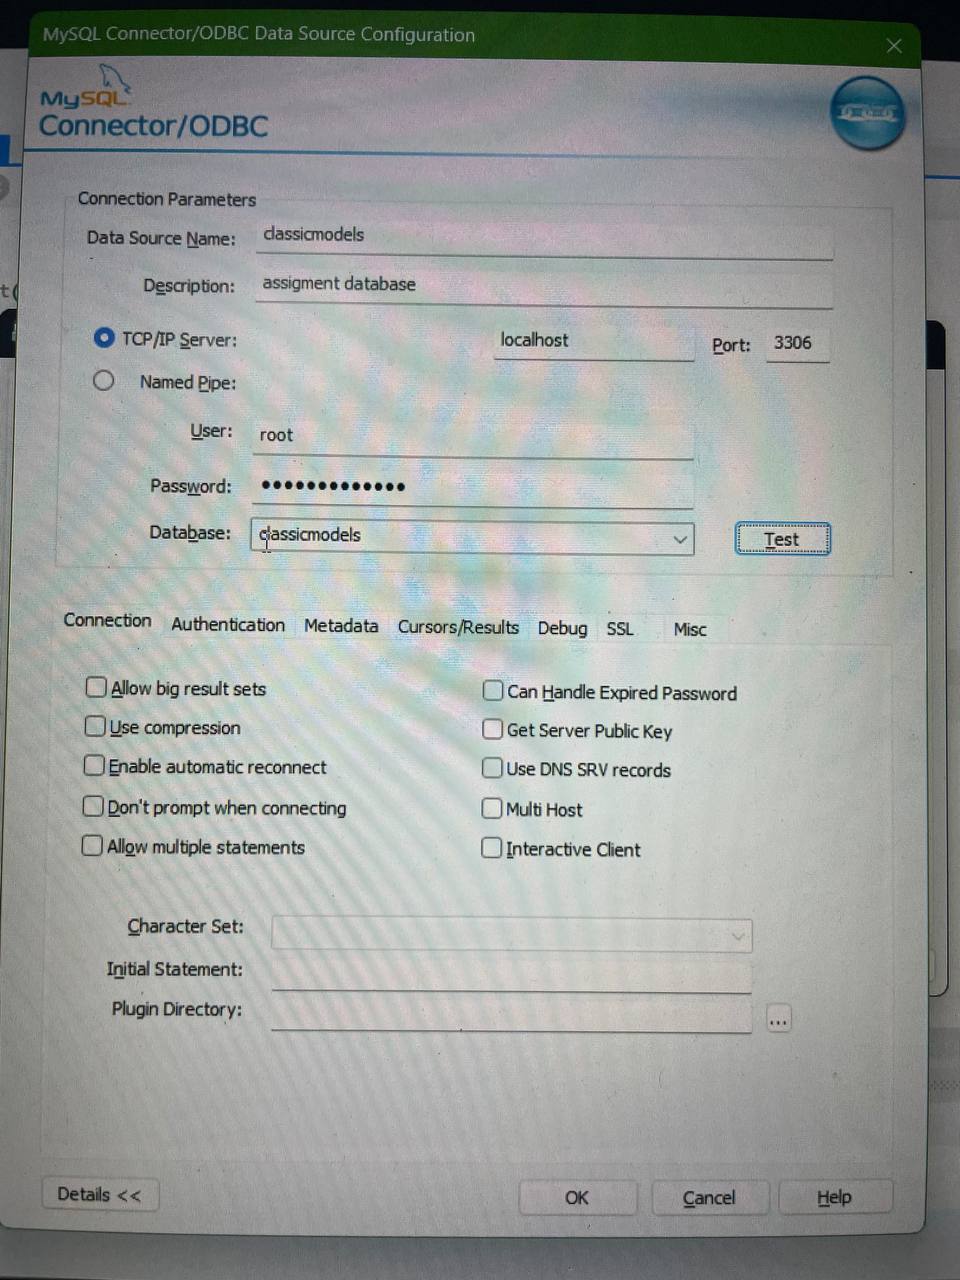 MySQL Connector/ODBC Data Source Configuration
MySQL
Connector/ODBC
Connection Parameters
Data Source Name: classicmodels
Description: assigment database
TCP/IP Server: localhost Port: 3306
Named Pipe:
User: root
Password: •••••••••••••
Database: classicmodels Test
Connection Authentication Metadata Cursors/Results Debug SSL Misc
Allow big result sets Can Handle Expired Password
Use compression Get Server Public Key
Enable automatic reconnect Use DNS SRV records
Don't prompt when connecting Multi Host
Allow multiple statements Interactive Client
Character Set:
Initial Statement:
Plugin Directory: ...
Details << OK Cancel Help